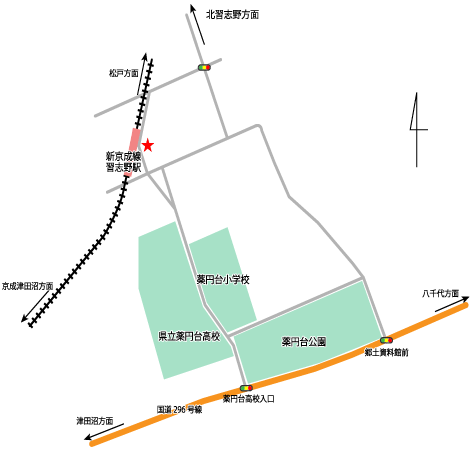 北習志野方面
松戸方面
新京成線
習志野駅
薬円台小学校
京成津田沼方面
八千代方面
県立薬円台高校
薬円台公園
郷土資料館前
薬円台高校入口
国道 296 号線
津田沼方面